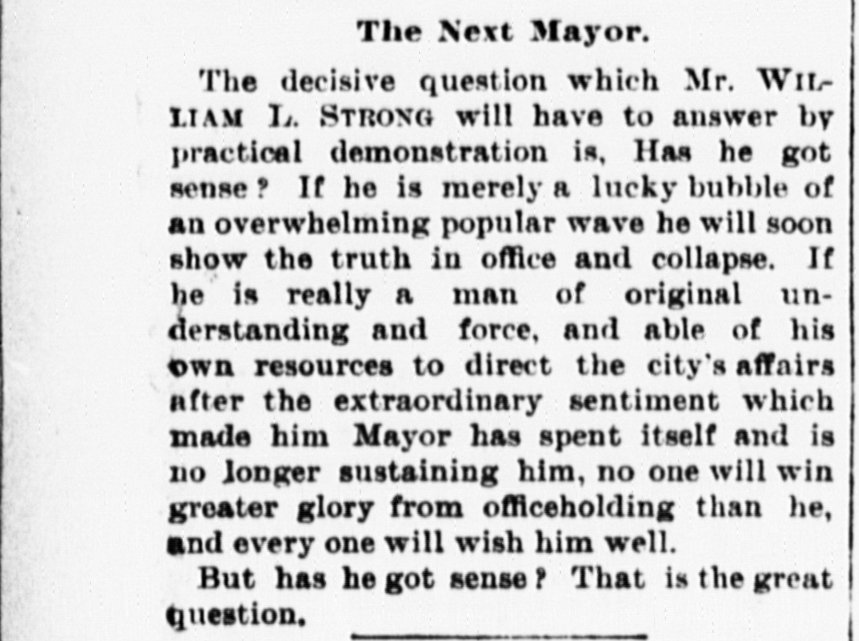 The Next Mayor.
The decisive question which Mr. WIL-
LIAM L. STRONG will have to answer by
practical demonstration is, Has he got
sense? If he is merely a lucky bubble of
an overwhelming popular wave he will soon
show the truth in office and collapse. If
he is really a man of original un-
derstanding and force, and able of his
own resources to direct the city's affairs
after the extraordinary sentiment which
made him Mayor has spent itself and is
no longer sustaining him, no one will win
greater glory from officeholding than he,
and every one will wish him well.
But has he got sense? That is the great
question.